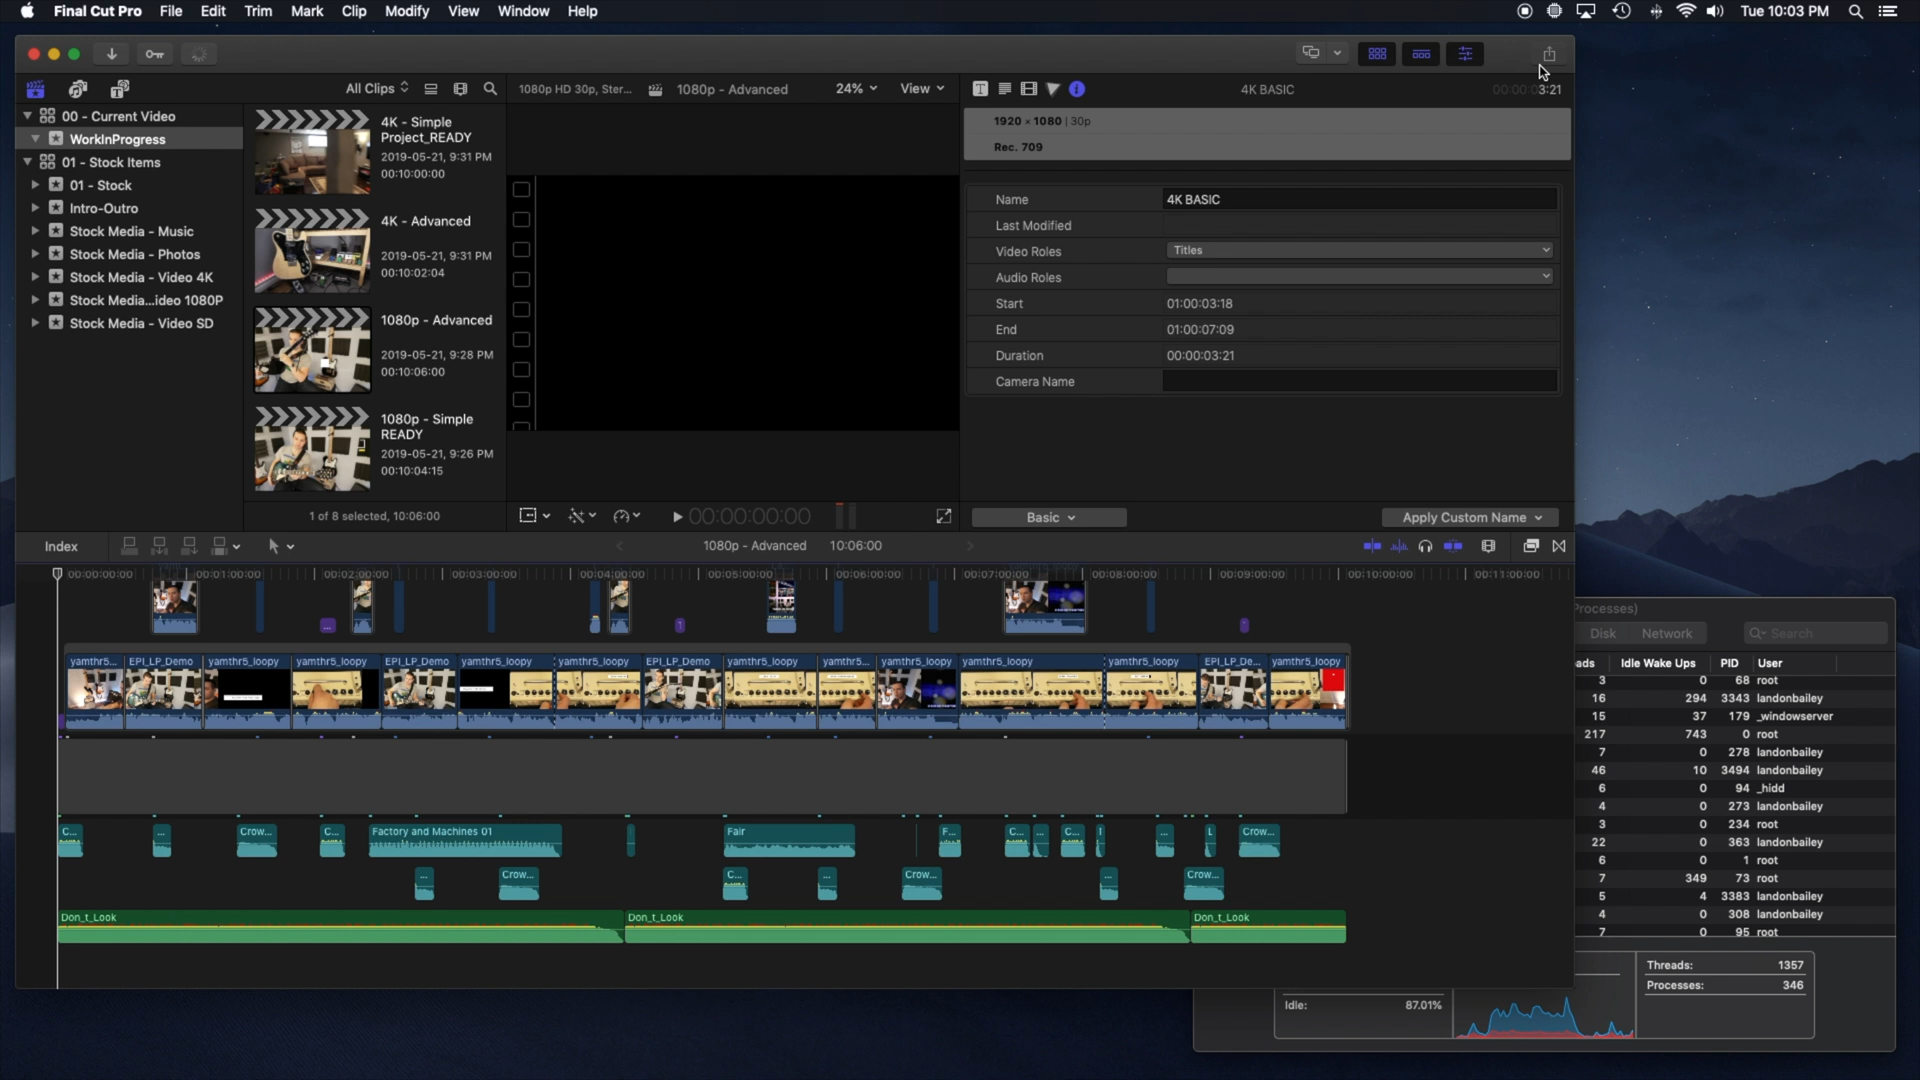 Final Cut Pro File Edit Trim Mark Clip Modify View Window Help Tue 10:03 PM
All Clips
1080p HD 30p, Ster... 1080p - Advanced 24% View
4K BASIC 00:00:03:21
00 - Current Video
WorkInProgress
01 - Stock Items
01 - Stock
Intro-Outro
Stock Media - Music
Stock Media - Photos
Stock Media - Video 4K
Stock Media...ideo 1080P
Stock Media - Video SD
4K - Simple
Project_READY
2019-05-21, 9:31 PM
00:10:00:00
4K - Advanced
2019-05-21, 9:31 PM
00:10:02:04
1080p - Advanced
2019-05-21, 9:28 PM
00:10:06:00
1080p - Simple
READY
2019-05-21, 9:26 PM
00:10:04:15
1 of 8 selected, 10:06:00
00:00:00:00
1920 × 1080 | 30p
Rec. 709
Name 4K BASIC
Last Modified
Video Roles Titles
Audio Roles
Start 01:00:03:18
End 01:00:07:09
Duration 00:00:03:21
Camera Name
Basic Apply Custom Name
Index 1080p - Advanced 10:06:00
00:00:00:00 00:01:00:00 00:02:00:00 00:03:00:00 00:04:00:00 00:05:00:00 00:06:00:00 00:07:00:00 00:08:00:00 00:09:00:00 00:10:00:00 00:11:00:00
yamthr5... EPI_LP_Demo yamthr5_loopy yamthr5_loopy EPI_LP_Demo yamthr5_loopy yamthr5_loopy EPI_LP_Demo yamthr5_loopy yamthr5... yamthr5_loopy yamthr5_loopy yamthr5_loopy EPI_LP_De... yamthr5_loopy
C... ... Crow... C... Factory and Machines 01 Fair F... C... ... C... I ... L Crow...
... Crow... C... ... Crow... ... Crow...
Don_t_Look Don_t_Look Don_t_Look
Processes)
Disk Network Search
ads Idle Wake Ups PID User
3 0 68 root
16 294 3343 landonbailey
15 37 179 _windowserver
217 743 0 root
7 0 278 landonbailey
46 10 3494 landonbailey
6 0 94 _hidd
4 0 273 landonbailey
3 0 234 root
22 0 363 landonbailey
6 0 1 root
7 349 73 root
5 4 3383 landonbailey
4 0 308 landonbailey
7 0 95 root
Threads: 1357
Processes: 346
Idle: 87.01%